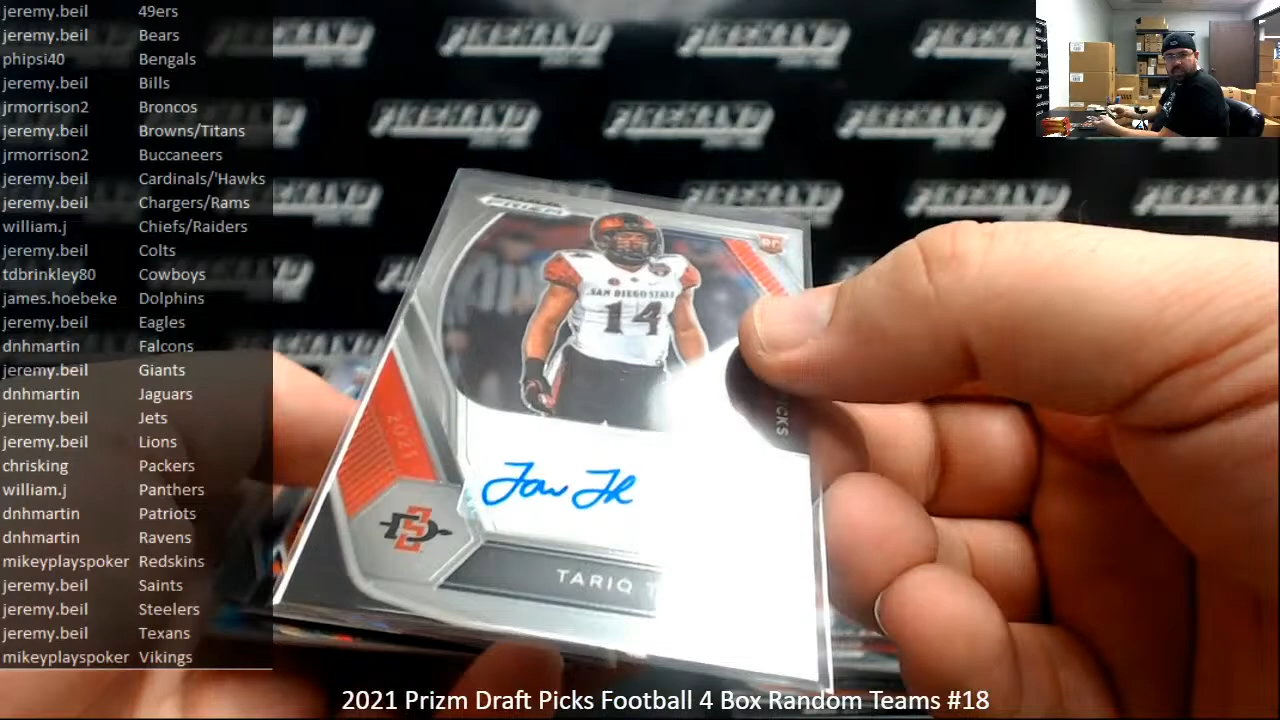 jeremy.beil 49ers
jeremy.beil Bears
phipsi40 Bengals
jeremy.beil Bills
jrmorrison2 Broncos
jeremy.beil Browns/Titans
jrmorrison2 Buccaneers
jeremy.beil Cardinals/'Hawks
jeremy.beil Chargers/Rams
william.j Chiefs/Raiders
jeremy.beil Colts
tdbrinkley80 Cowboys
james.hoebeke Dolphins
jeremy.beil Eagles
dnhmartin Falcons
jeremy.beil Giants
dnhmartin Jaguars
jeremy.beil Jets
jeremy.beil Lions
chrisking Packers
william.j Panthers
dnhmartin Patriots
dnhmartin Ravens
mikeyplayspoker Redskins
jeremy.beil Saints
jeremy.beil Steelers
jeremy.beil Texans
mikeyplayspoker Vikings
PRIZM
RC
SAN DIEGO STATE
14
2021
TARIQ T
2021 Prizm Draft Picks Football 4 Box Random Teams #18